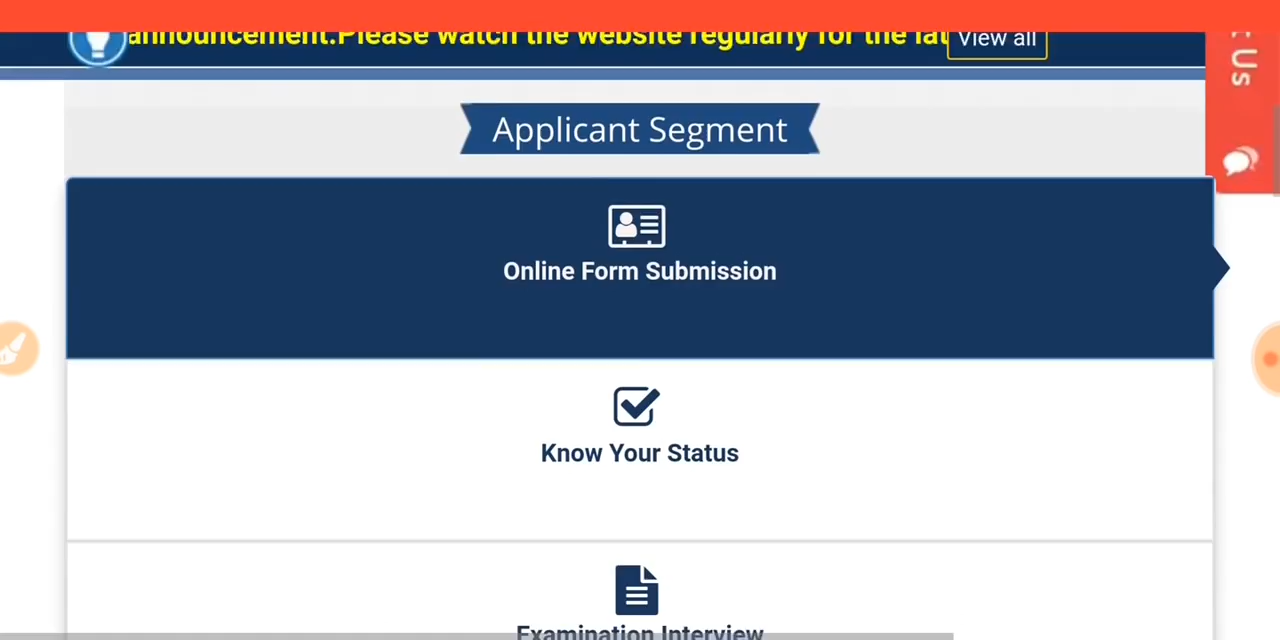 announcement.Please watch the website regularly for the lat
View all
Us
Applicant Segment
Online Form Submission
Know Your Status
Examination Interview